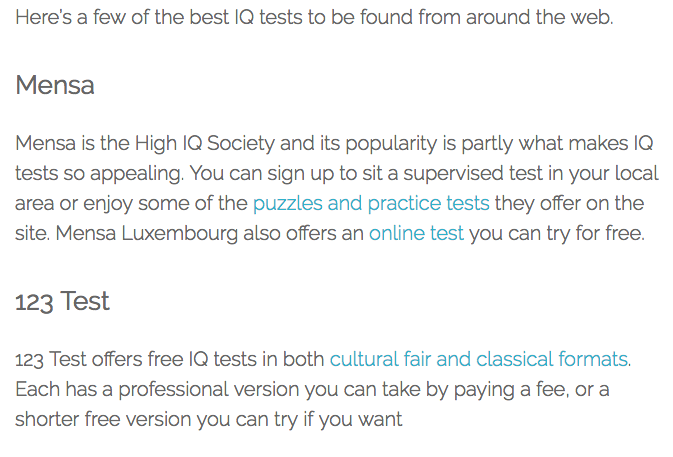 Here's a few of the best IQ tests to be found from around the web.
Mensa
Mensa is the High IQ Society and its popularity is partly what makes IQ
tests so appealing. You can sign up to sit a supervised test in your local
area or enjoy some of the puzzles and practice tests they offer on the
site. Mensa Luxembourg also offers an online test you can try for free.
123 Test
123 Test offers free IQ tests in both cultural fair and classical formats.
Each has a professional version you can take by paying a fee, or a
shorter free version you can try if you want